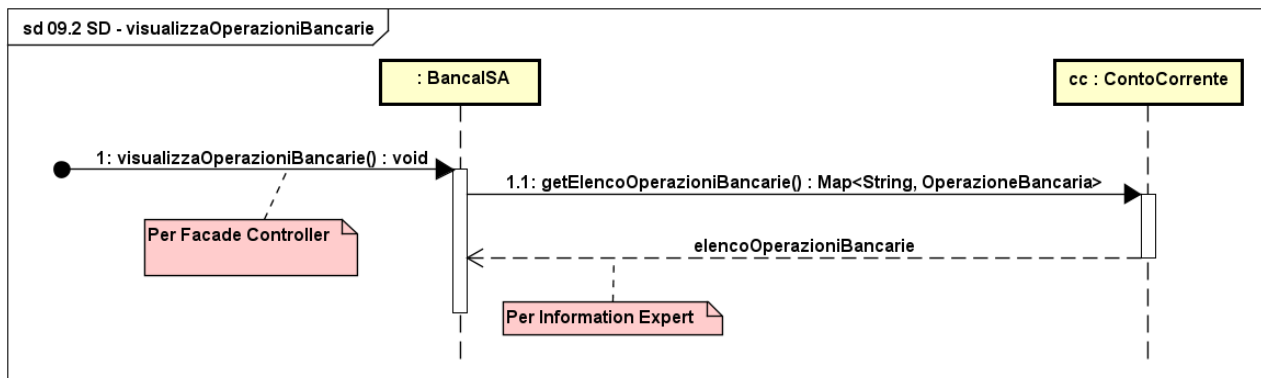 sd 09.2 SD - visualizzaOperazioniBancarie
: BancaISA
cc : ContoCorrente
1: visualizzaOperazioniBancarie() : void
1.1: getElencoOperazioniBancarie() : Map<String, OperazioneBancaria>
Per Facade Controller
elencoOperazioniBancarie
Per Information Expert